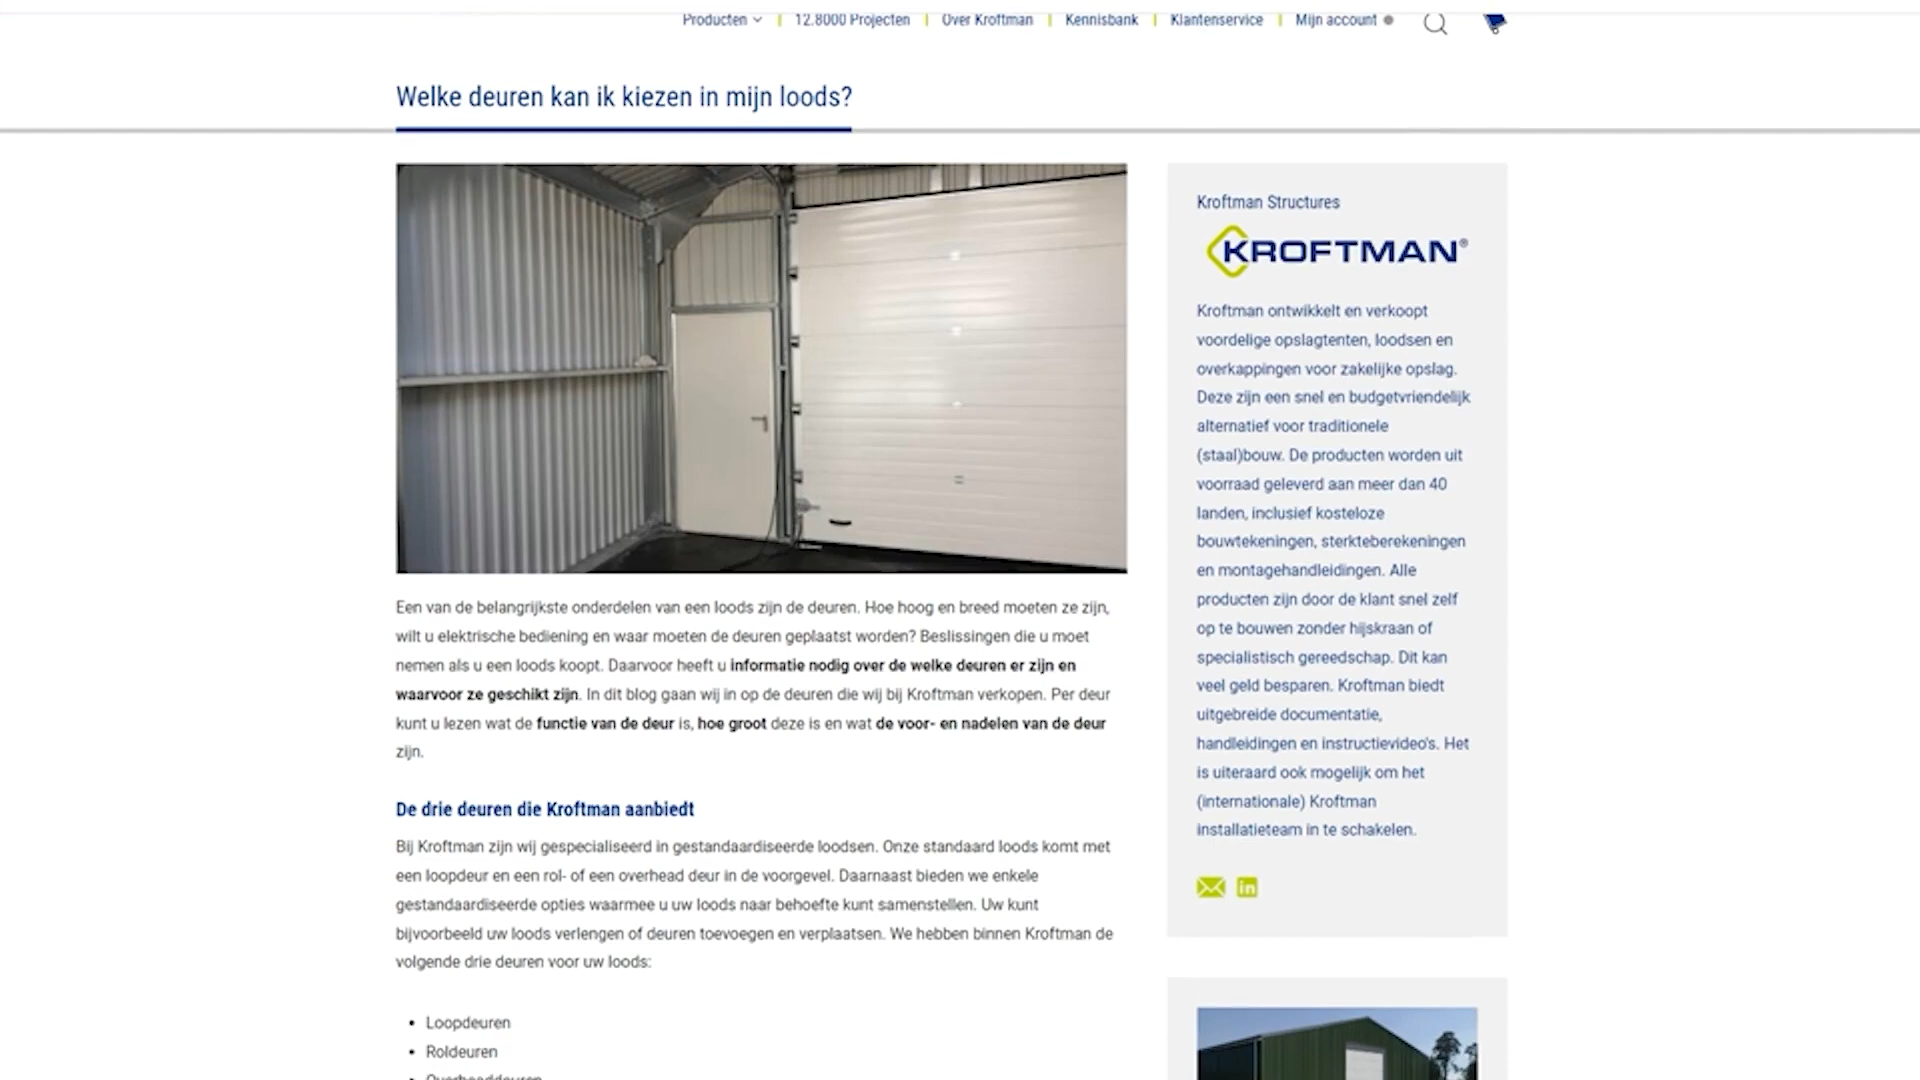 Producten
12.8000 Projecten
Over Kroftman
Kennisbank
Klantenservice
Mijn account
Welke deuren kan ik kiezen in mijn loods?
Een van de belangrijkste onderdelen van een loods zijn de deuren. Hoe hoog en breed moeten ze zijn,
wilt u elektrische bediening en waar moeten de deuren geplaatst worden? Beslissingen die u moet
nemen als u een loods koopt. Daarvoor heeft u informatie nodig over de welke deuren er zijn en
waarvoor ze geschikt zijn. In dit blog gaan wij in op de deuren die wij bij Kroftman verkopen. Per deur
kunt u lezen wat de functie van de deur is, hoe groot deze is en wat de voor- en nadelen van de deur
zijn.
De drie deuren die Kroftman aanbiedt
Bij Kroftman zijn wij gespecialiseerd in gestandaardiseerde loodsen. Onze standaard loods komt met
een loopdeur en een rol- of een overhead deur in de voorgevel. Daarnaast bieden we enkele
gestandaardiseerde opties waarmee u uw loods naar behoefte kunt samenstellen. Uw kunt
bijvoorbeeld uw loods verlengen of deuren toevoegen en verplaatsen. We hebben binnen Kroftman de
volgende drie deuren voor uw loods:
• Loopdeuren
• Roldeuren
• Overheaddeuren
Kroftman Structures
KROFTMAN®
Kroftman ontwikkelt en verkoopt
voordelige opslagtenten, loodsen en
overkappingen voor zakelijke opslag.
Deze zijn een snel en budgetvriendelijk
alternatief voor traditionele
(staal)bouw. De producten worden uit
voorraad geleverd aan meer dan 40
landen, inclusief kosteloze
bouwtekeningen, sterkteberekeningen
en montagehandleidingen. Alle
producten zijn door de klant snel zelf
op te bouwen zonder hijskraan of
specialistisch gereedschap. Dit kan
veel geld besparen. Kroftman biedt
uitgebreide documentatie,
handleidingen en instructievideo's. Het
is uiteraard ook mogelijk om het
(internationale) Kroftman
installatieteam in te schakelen.
in